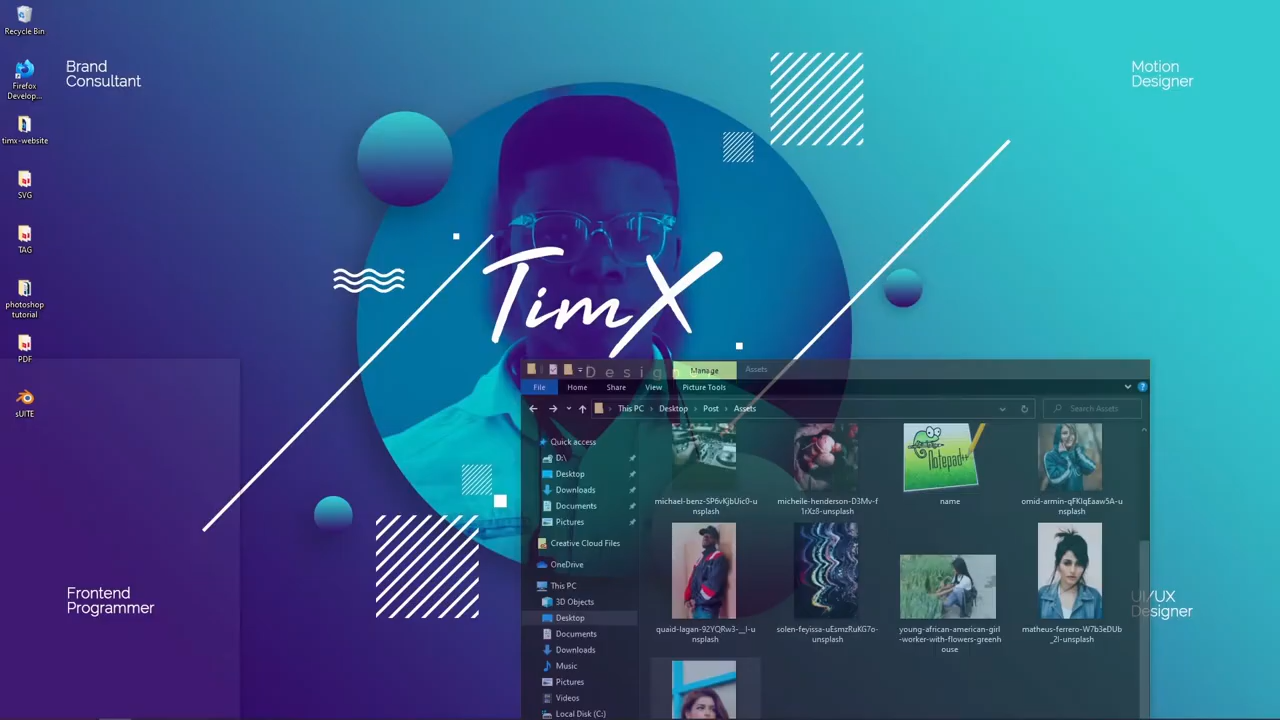 Recycle Bin
Firefox
Develop...
timx-website
SVG
TAG
photoshop
tutorial
PDF
sUITE
Brand
Consultant
Motion
Designer
TimX
Frontend
Programmer
UI/UX
Designer
Manage
Assets
File
Home
Share
View
Picture Tools
This PC
Desktop
Post
Assets
Search Assets
Quick access
D:\
Desktop
Downloads
Documents
Pictures
Creative Cloud Files
OneDrive
This PC
3D Objects
Desktop
Documents
Downloads
Music
Pictures
Videos
Local Disk (C:)
Notepad++
michael-benz-SP6vKjbUic0-u
nsplash
micheile-henderson-D3Mv-f
1rXz8-unsplash
name
omid-armin-qFKlqEaaw5A-u
nsplash
quaid-lagan-92YQRw3-__I-u
nsplash
solen-feyissa-uEsmzRuKG7o-
unsplash
young-african-american-girl
-worker-with-flowers-greenh
ouse
matheus-ferrero-W7b3eDUb
_2I-unsplash